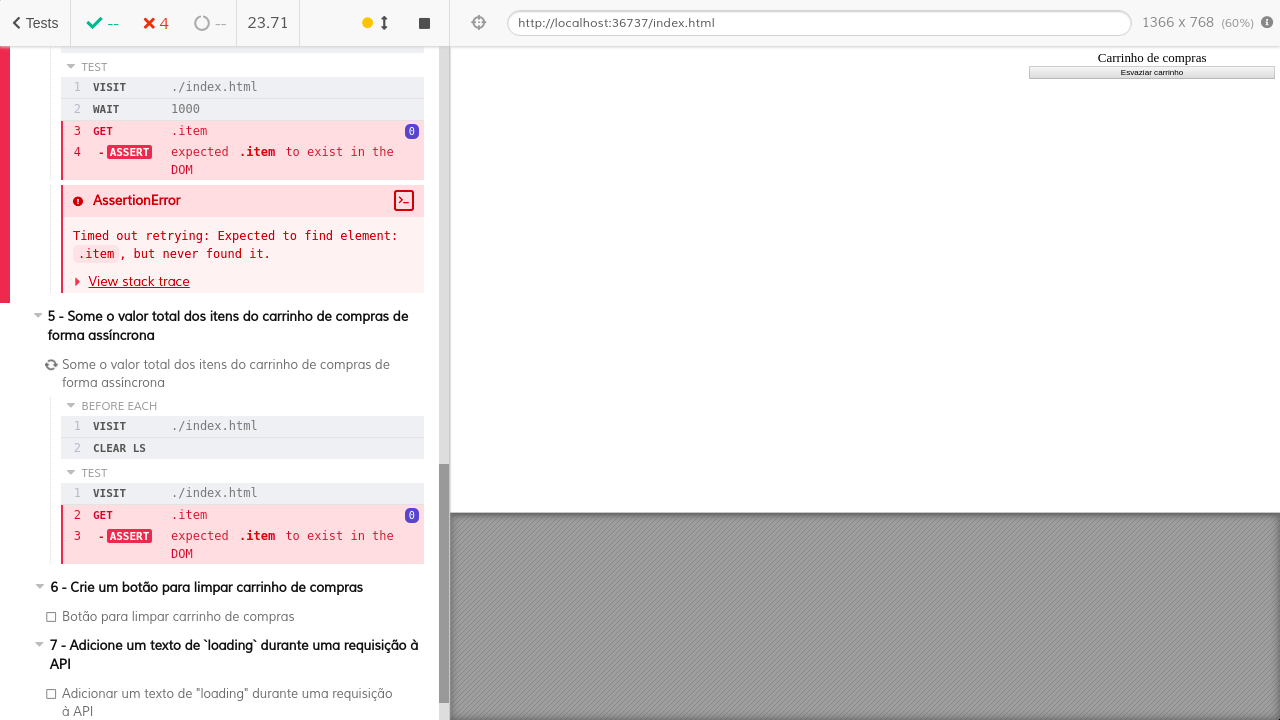 Tests -- 4 -- 23.71
http://localhost:36737/index.html 1366 x 768 (60%)
TEST
1 VISIT ./index.html
2 WAIT 1000
3 GET .item 0
4 - ASSERT expected .item to exist in the
DOM
AssertionError
Timed out retrying: Expected to find element:
.item, but never found it.
View stack trace
5 - Some o valor total dos itens do carrinho de compras de
forma assíncrona
Some o valor total dos itens do carrinho de compras de
forma assíncrona
BEFORE EACH
1 VISIT ./index.html
2 CLEAR LS
TEST
1 VISIT ./index.html
2 GET .item 0
3 - ASSERT expected .item to exist in the
DOM
6 - Crie um botão para limpar carrinho de compras
Botão para limpar carrinho de compras
7 - Adicione um texto de `loading` durante uma requisição à
API
Adicionar um texto de "loading" durante uma requisição
à API
Carrinho de compras
Esvaziar carrinho